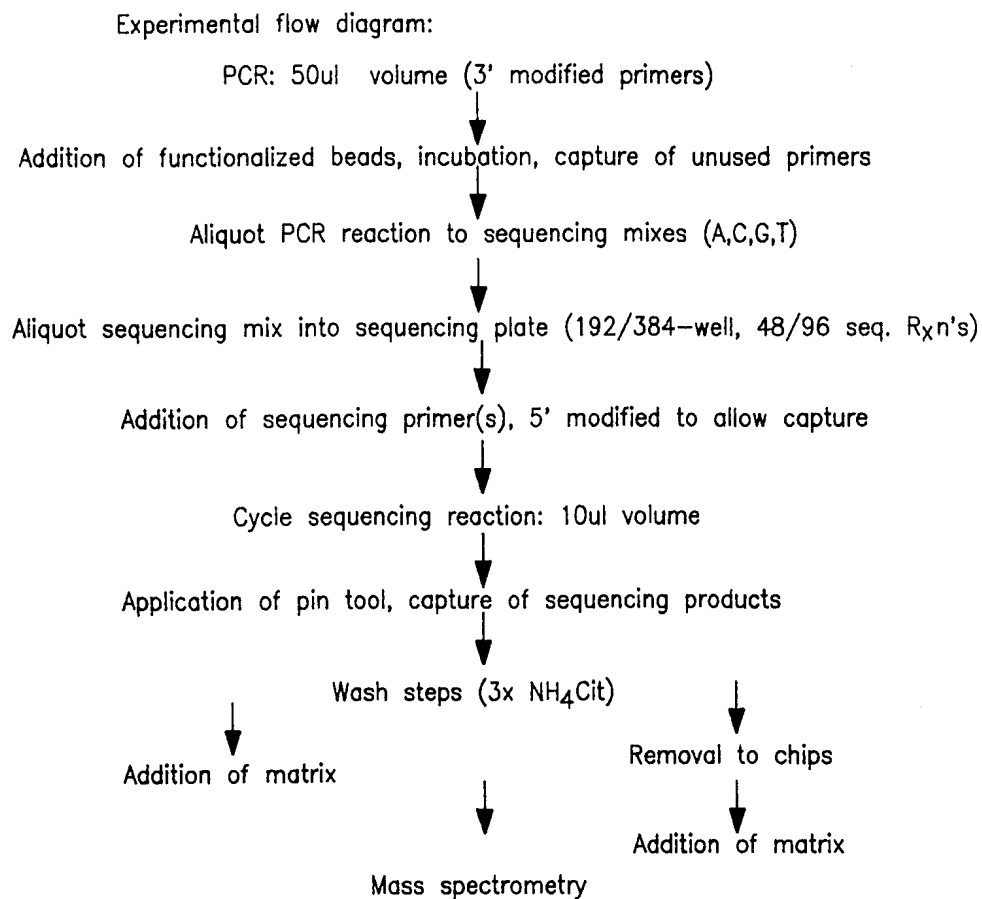 Experimental flow diagram:
PCR: 50ul volume (3' modified primers)
Addition of functionalized beads, incubation, capture of unused primers
Aliquot PCR reaction to sequencing mixes (A,C,G,T)
Aliquot sequencing mix into sequencing plate (192/384-well, 48/96 seq. RXn's)
Addition of sequencing primer(s), 5' modified to allow capture
Cycle sequencing reaction: 10ul volume
Application of pin tool, capture of sequencing products
Wash steps (3x NH4Cit)
Addition of matrix
Removal to chips
Addition of matrix
Mass spectrometry